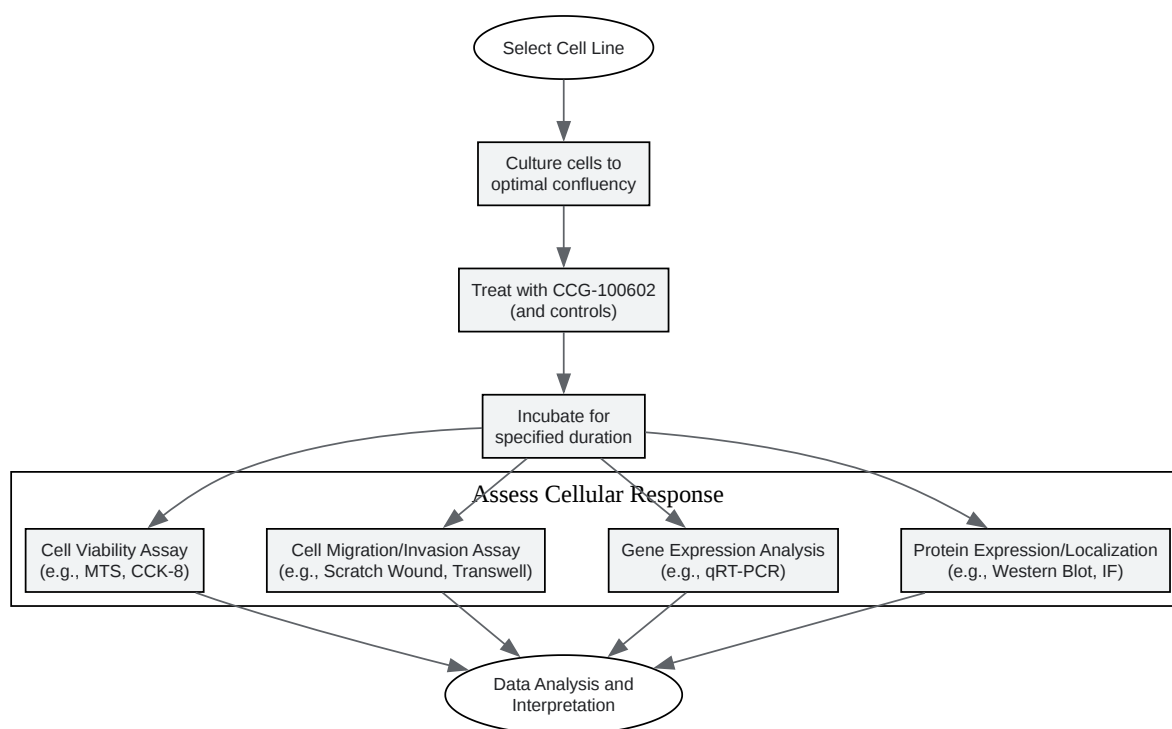 Select Cell Line
Culture cells to
optimal confluency
Treat with CCG-100602
(and controls)
Incubate for
specified duration
Assess Cellular Response
Cell Viability Assay
(e.g., MTS, CCK-8)
Cell Migration/Invasion Assay
(e.g., Scratch Wound, Transwell)
Gene Expression Analysis
(e.g., qRT-PCR)
Protein Expression/Localization
(e.g., Western Blot, IF)
Data Analysis and
Interpretation